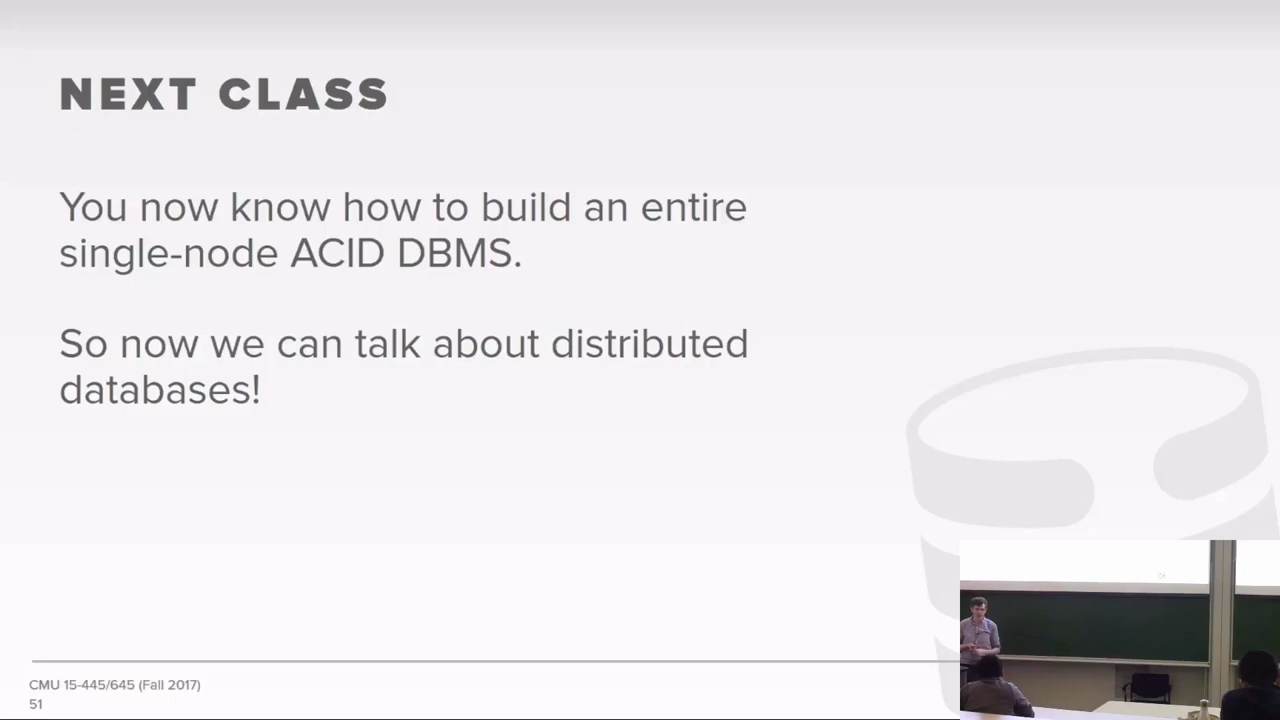 NEXT CLASS
You now know how to build an entire
single-node ACID DBMS.
So now we can talk about distributed
databases!
CMU 15-445/645 (Fall 2017)
51